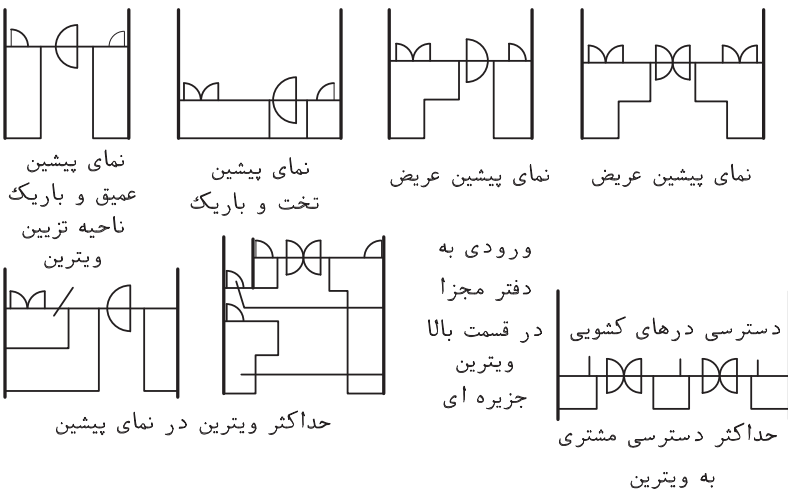 نمای پیشین
عمیق و باریک
ناحیه تزیین
ویترین
نمای پیشین
تخت و باریک
نمای پیشین عریض
نمای پیشین عریض
ورودی به
دفتر مجزا
در قسمت بالا
ویترین
جزیره ای
دسترسی درهای کشویی
حداکثر ویترین در نمای پیشین
حداکثر دسترسی مشتری
به ویترین